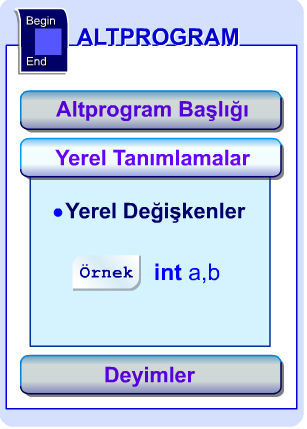 Begin
End
ALTPROGRAM
Altprogram Başlığı
Yerel Tanımlamalar
•Yerel Değişkenler
Örnek int a,b
Deyimler